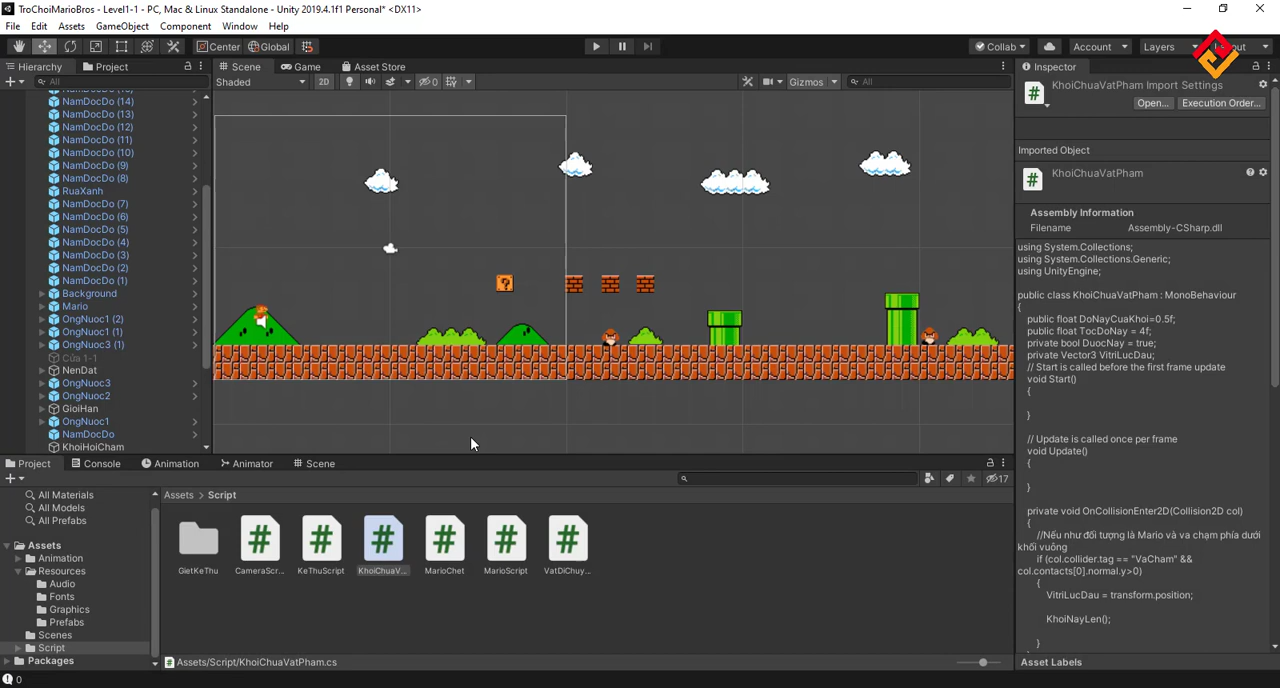 TroChoiMarioBros - Level1-1 - PC, Mac & Linux Standalone - Unity 2019.4.1f1 Personal* <DX11>
File Edit Assets GameObject Component Window Help
Center Global Collab Account Layers
Hierarchy Project Scene Game Asset Store Inspector
All Shaded 2D 0 Gizmos All
KhoiChuaVatPham Import Settings
Open... Execution Order...
NamDocDo (14)
NamDocDo (13)
NamDocDo (12)
NamDocDo (11)
NamDocDo (10)
NamDocDo (9)
NamDocDo (8)
RuaXanh
NamDocDo (7)
NamDocDo (6)
NamDocDo (5)
NamDocDo (4)
NamDocDo (3)
NamDocDo (2)
NamDocDo (1)
Background
Mario
OngNuoc1 (2)
OngNuoc1 (1)
OngNuoc3 (1)
Cửa 1-1
NenDat
OngNuoc3
OngNuoc2
GioiHan
OngNuoc1
NamDocDo
KhoiHoiCham
?
Imported Object
KhoiChuaVatPham
Assembly Information
Filename Assembly-CSharp.dll
using System.Collections;
using System.Collections.Generic;
using UnityEngine;
public class KhoiChuaVatPham : MonoBehaviour
{
public float DoNayCuaKhoi=0.5f;
public float TocDoNay = 4f;
private bool DuocNay = true;
private Vector3 VitriLucDau;
// Start is called before the first frame update
void Start()
{
}
// Update is called once per frame
void Update()
{
}
private void OnCollisionEnter2D(Collision2D col)
{
//Nếu như đối tượng là Mario và va chạm phía dưới
khối vuông
if (col.collider.tag == "VaCham" &&
col.contacts[0].normal.y>0)
{
VitriLucDau = transform.position;
KhoiNayLen();
}
Asset Labels
Project Console Animation Animator Scene
17
All Materials
All Models
All Prefabs
Assets
Animation
Resources
Audio
Fonts
Graphics
Prefabs
Scenes
Script
Packages
Assets > Script
GietKeThu CameraScr... KeThuScript KhoiChuaV... MarioChet MarioScript VatDiChuy...
Assets/Script/KhoiChuaVatPham.cs
0